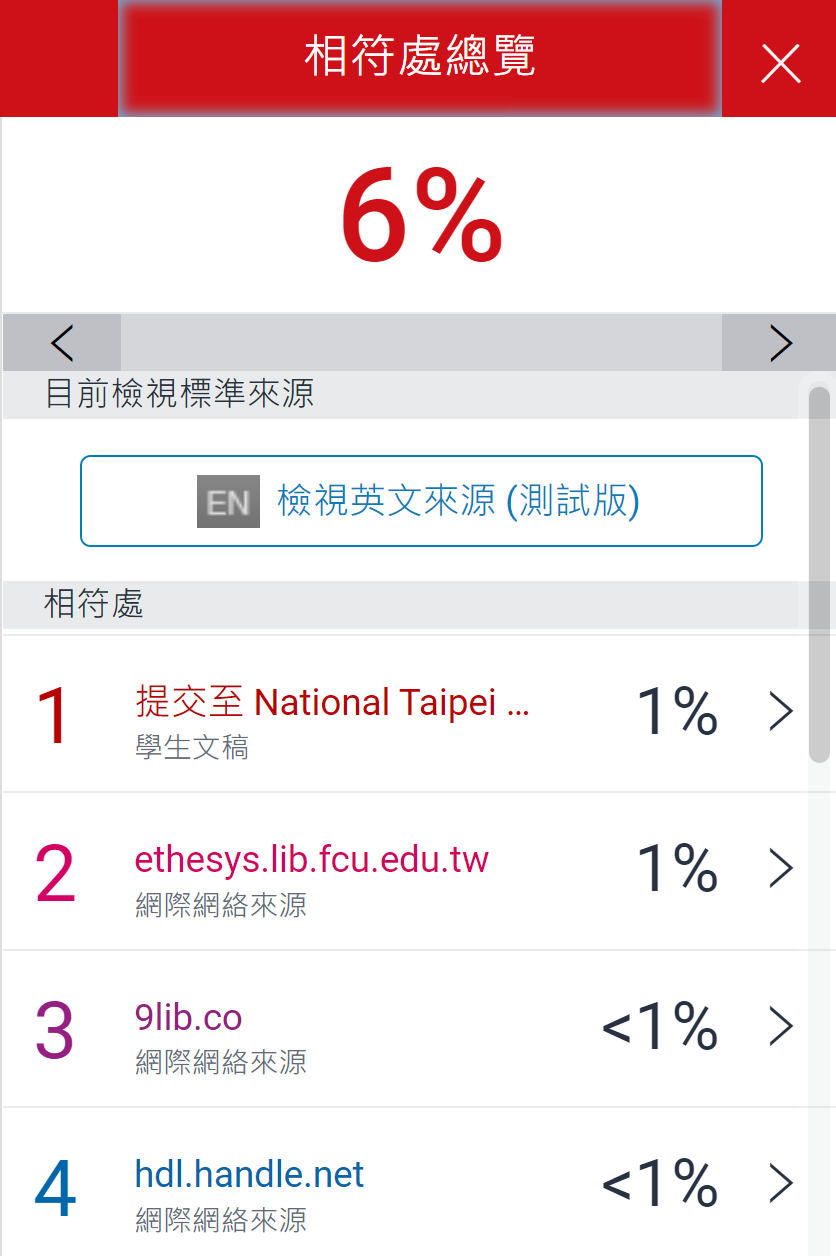 相符處總覽
6%
目前檢視標準來源
EN 檢視英文來源 (測試版)
相符處
1 提交至 National Taipei ... 1%
學生文稿
2 ethesys.lib.fcu.edu.tw 1%
網際網絡來源
3 9lib.co <1%
網際網絡來源
4 hdl.handle.net <1%
網際網絡來源